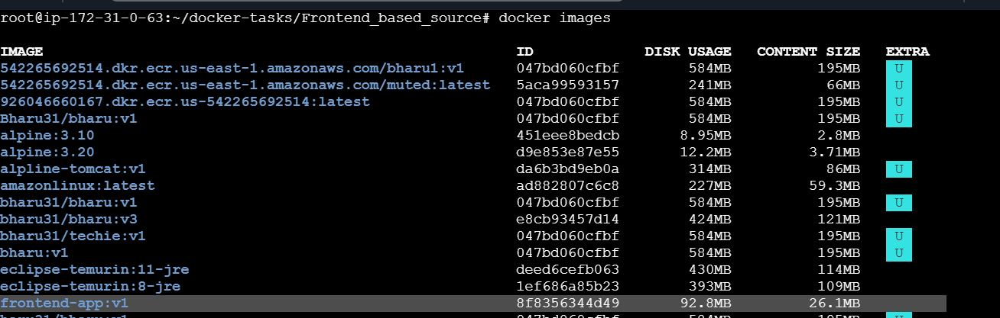 root@ip-172-31-0-63:~/docker-tasks/Frontend_based_source# docker images
IMAGE ID DISK USAGE CONTENT SIZE EXTRA
542265692514.dkr.ecr.us-east-1.amazonaws.com/bharu1:v1 047bd060cfbf 584MB 195MB U
542265692514.dkr.ecr.us-east-1.amazonaws.com/muted:latest 5aca99593157 241MB 66MB U
926046660167.dkr.ecr.us-542265692514:latest 047bd060cfbf 584MB 195MB U
Bharu31/bharu:v1 047bd060cfbf 584MB 195MB U
alpine:3.10 451eee8bedcb 8.95MB 2.8MB
alpine:3.20 d9e853e87e55 12.2MB 3.71MB
alpline-tomcat:v1 da6b3bd9eb0a 314MB 86MB U
amazonlinux:latest ad882807c6c8 227MB 59.3MB
bharu31/bharu:v1 047bd060cfbf 584MB 195MB U
bharu31/bharu:v3 e8cb93457d14 424MB 121MB
bharu31/techie:v1 047bd060cfbf 584MB 195MB U
bharu:v1 047bd060cfbf 584MB 195MB U
eclipse-temurin:11-jre deed6cefb063 430MB 114MB
eclipse-temurin:8-jre 1ef686a85b23 393MB 109MB
frontend-app:v1 8f8356344d49 92.8MB 26.1MB
047bd060cfbf 584MB 195MB U